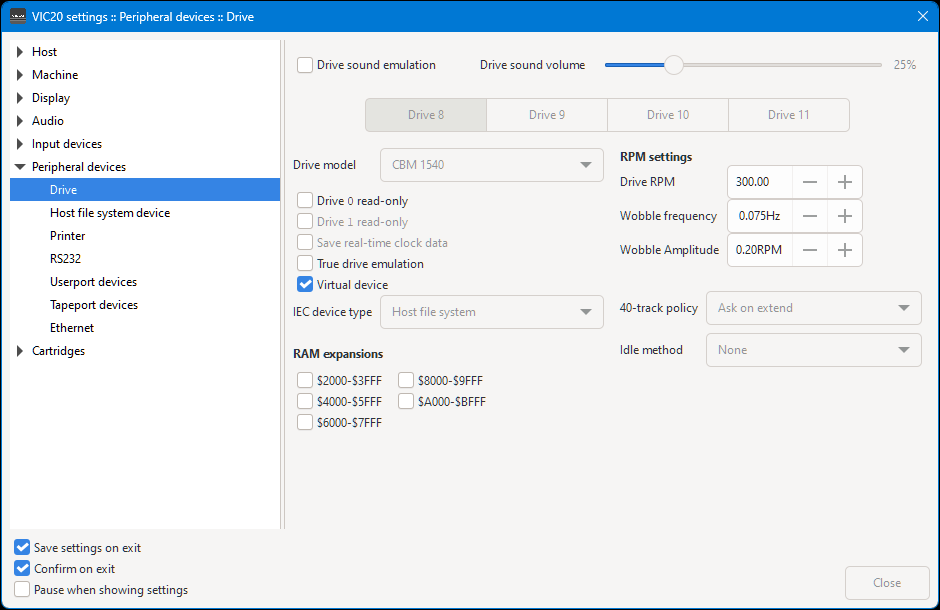 VIC20 settings :: Peripheral devices :: Drive
Host
Machine
Display
Audio
Input devices
Peripheral devices
Drive
Host file system device
Printer
RS232
Userport devices
Tapeport devices
Ethernet
Cartridges
Drive sound emulation
Drive sound volume
25%
Drive 8
Drive 9
Drive 10
Drive 11
Drive model
CBM 1540
Drive 0 read-only
Drive 1 read-only
Save real-time clock data
True drive emulation
Virtual device
IEC device type
Host file system
RPM settings
Drive RPM
300.00
Wobble frequency
0.075Hz
Wobble Amplitude
0.20RPM
40-track policy
Ask on extend
Idle method
None
RAM expansions
$2000-$3FFF
$8000-$9FFF
$4000-$5FFF
$A000-$BFFF
$6000-$7FFF
Save settings on exit
Confirm on exit
Pause when showing settings
Close